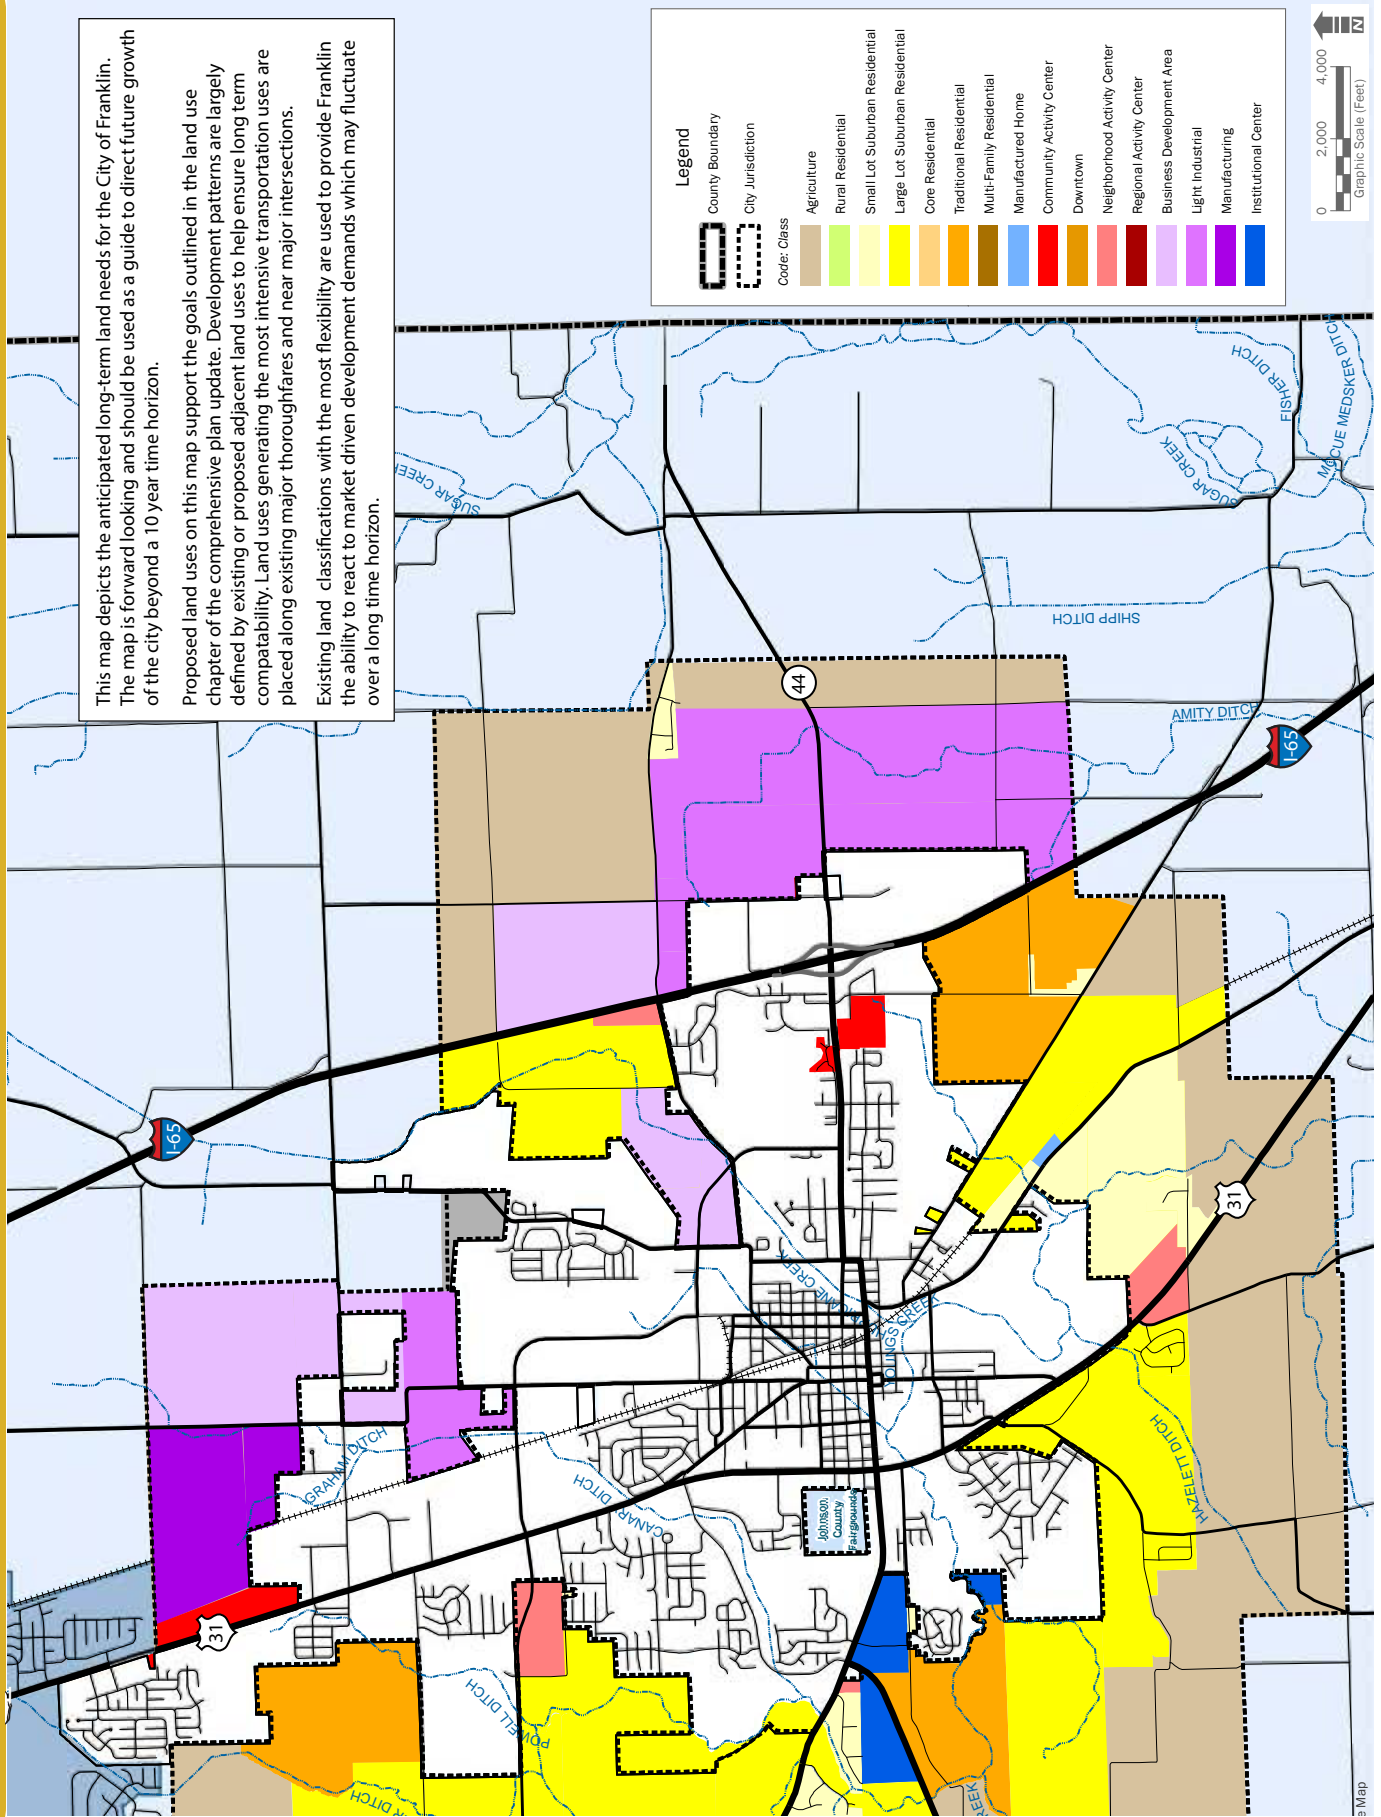 This map depicts the anticipated long-term land needs for the City of Franklin.
The map is forward looking and should be used as a guide to direct future growth
of the city beyond a 10 year time horizon.
Proposed land uses on this map support the goals outlined in the land use
chapter of the comprehensive plan update. Development patterns are largely
defined by existing or proposed adjacent land uses to help ensure long term
compatability. Land uses generating the most intensive transportation uses are
placed along existing major thoroughfares and near major intersections.
Existing land classifications with the most flexibility are used to provide Franklin
the ability to react to market driven development demands which may fluctuate
over a long time horizon.
Legend
County Boundary
City Jurisdiction
Code: Class
Agriculture
Rural Residential
Small Lot Suburban Residential
Large Lot Suburban Residential
Core Residential
Traditional Residential
Multi-Family Residential
Manufactured Home
Community Activity Center
Downtown
Neighborhood Activity Center
Regional Activity Center
Business Development Area
Light Industrial
Manufacturing
Institutional Center
0 2,000 4,000
Graphic Scale (Feet)
N
SUGAR CREEK
SUGAR CREEK
FISHER DITCH
MCCUE MEDSKER DITCH
SHIPP DITCH
AMITY DITCH
44
I-65
I-65
31
31
HURRICANE CREEK
YOUNGS CREEK
GRAHAM DITCH
CANARY DITCH
HAZELETT DITCH
POWELL DITCH
Johnson
County
Fairgrounds
DITCH
REEK
e Map